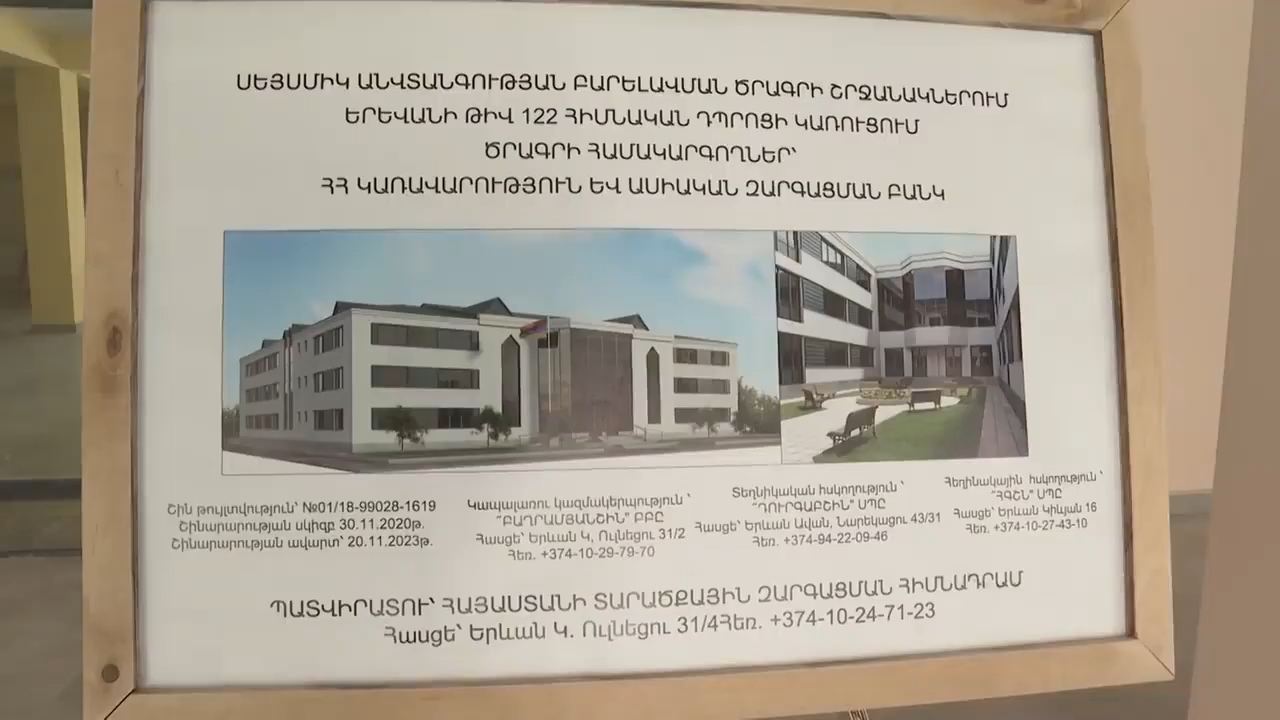 ՍԵՅՍՄԻԿ ԱՆՎՏԱՆԳՈՒԹՅԱՆ ԲԱՐԵԼԱՎՄԱՆ ԾՐԱԳՐԻ ՇՐՋԱՆԱԿՆԵՐՈՒՄ
ԵՐԵՎԱՆԻ ԹԻՎ 122 ՀԻՄՆԱԿԱՆ ԴՊՐՈՑԻ ԿԱՌՈՒՑՈՒՄ
ԾՐԱԳՐԻ ՀԱՄԱԿԱՐԳՈՂՆԵՐ՝
ՀՀ ԿԱՌԱՎԱՐՈՒԹՅՈՒՆ ԵՎ ԱՍԻԱԿԱՆ ԶԱՐԳԱՑՄԱՆ ԲԱՆԿ
Շին թույլտվություն՝ №01/18-99028-1619
Շինարարության սկիզբ 30.11.2020թ.
Շինարարության ավարտ՝ 20.11.2023թ.
Կապալառու կազմակերպություն ՝
“ԲԱՂՐԱՄՅԱՆՇԻՆ” ԲԲԸ
Հասցե՝ Երևան Կ, Ուլնեցու 31/2
Հեռ. +374-10-29-79-70
Տեղնիկական հսկողություն ՝
“ԴՈՒՐԳԱԲՇԻՆ” ՍՊԸ
Հասցե՝ Երևան Ավան, Նարեկացու 43/31
Հեռ. +374-94-22-09-46
Հեղինակային հսկողություն ՝
“ՀԳՇՆ” ՍՊԸ
Հասցե՝ Երևան Կիևյան 16
Հեռ. +374-10-27-43-10
ՊԱՏՎԻՐԱՏՈՒ՝ ՀԱՅԱՍՏԱՆԻ ՏԱՐԱԾՔԱՅԻՆ ԶԱՐԳԱՑՄԱՆ ՀԻՄՆԱԴՐԱՄ
Հասցե՝ Երևան Կ. Ուլնեցու 31/4Հեռ. +374-10-24-71-23